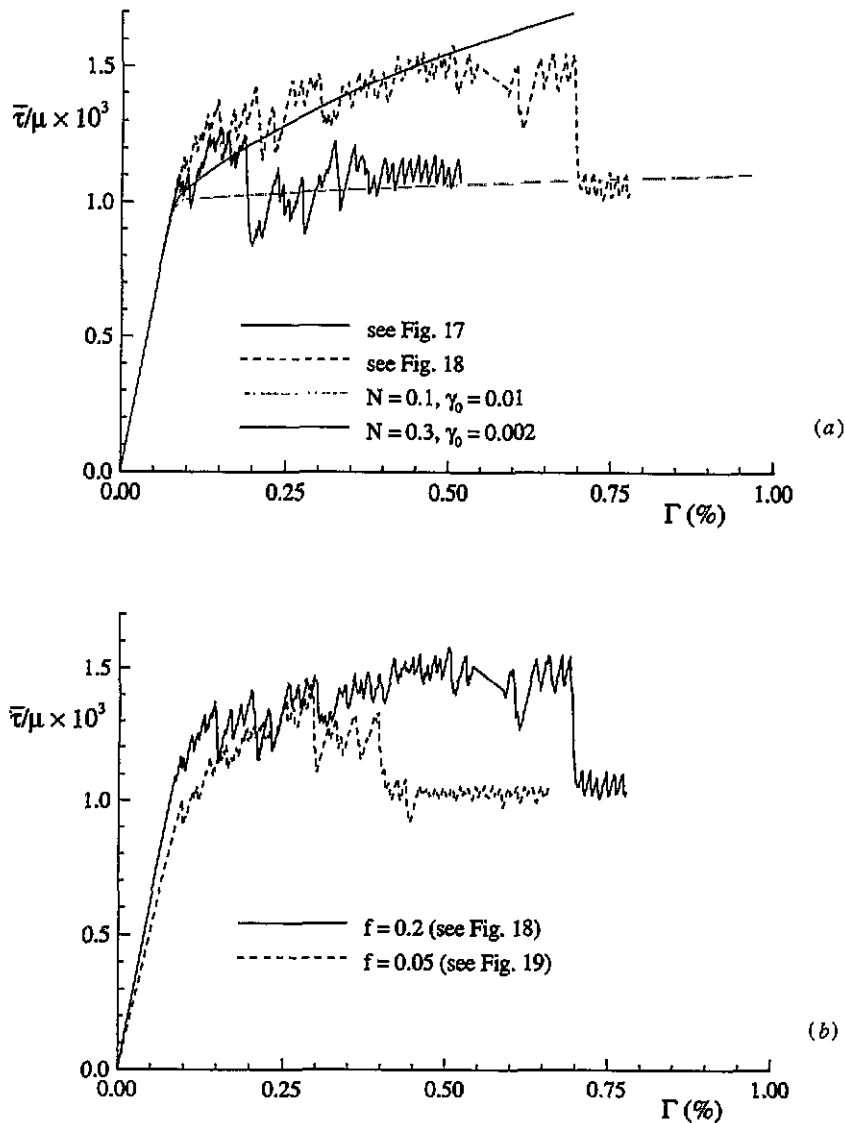 1.5
τ̄/μ × 10³
1.0
0.5
0.0
see Fig. 17
see Fig. 18
N = 0.1, γ₀ = 0.01
N = 0.3, γ₀ = 0.002
(a)
0.00 0.25 0.50 0.75 1.00
Γ (%)
1.5
τ̄/μ × 10³
1.0
0.5
0.0
f = 0.2 (see Fig. 18)
f = 0.05 (see Fig. 19)
(b)
0.00 0.25 0.50 0.75 1.00
Γ (%)